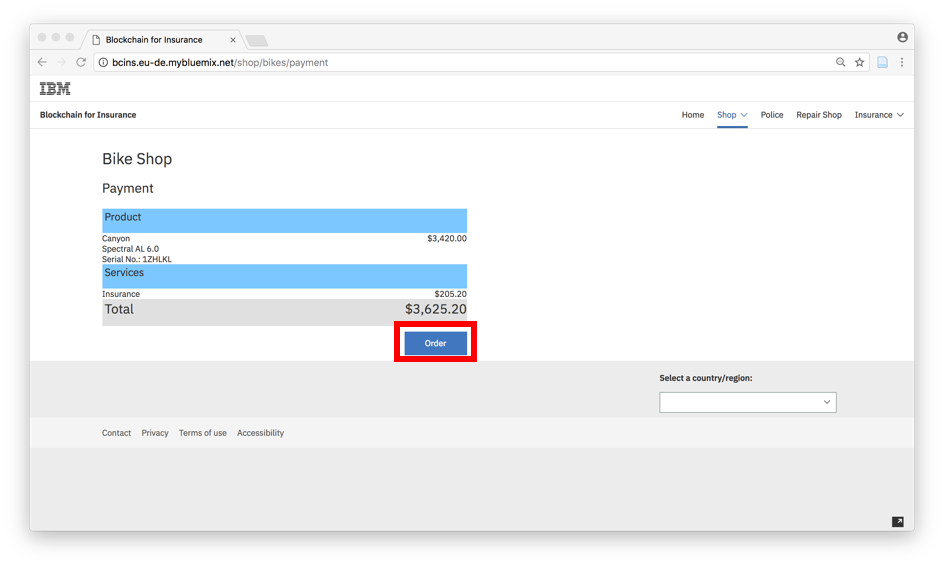 Blockchain for Insurance
bcins.eu-de.mybluemix.net/shop/bikes/payment
IBM
Blockchain for Insurance
Home Shop Police Repair Shop Insurance
Bike Shop
Payment
Product
Canyon $3,420.00
Spectral AL 6.0
Serial No.: 1ZHLKL
Services
Insurance $205.20
Total $3,625.20
Order
Select a country/region:
Contact Privacy Terms of use Accessibility